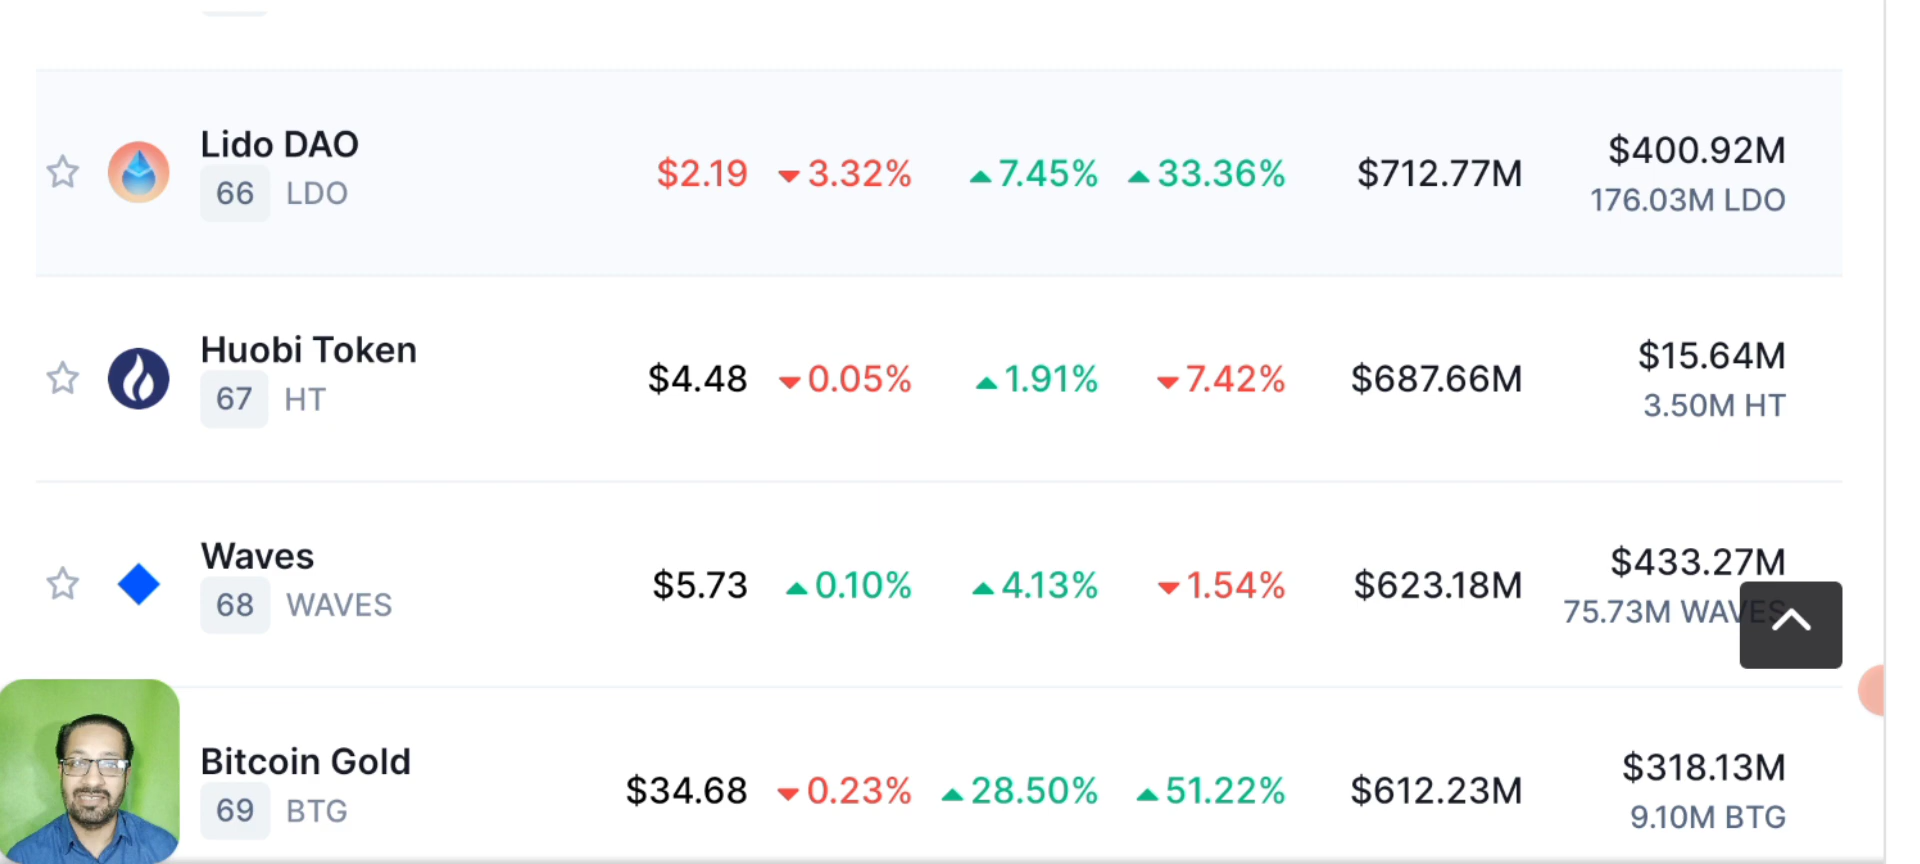 Lido DAO
66 LDO
$2.19 ▼ 3.32% ▲ 7.45% ▲ 33.36% $712.77M
$400.92M
176.03M LDO
Huobi Token
67 HT
$4.48 ▼ 0.05% ▲ 1.91% ▼ 7.42% $687.66M
$15.64M
3.50M HT
Waves
68 WAVES
$5.73 ▲ 0.10% ▲ 4.13% ▼ 1.54% $623.18M
$433.27M
75.73M WAVES
Bitcoin Gold
69 BTG
$34.68 ▼ 0.23% ▲ 28.50% ▲ 51.22% $612.23M
$318.13M
9.10M BTG